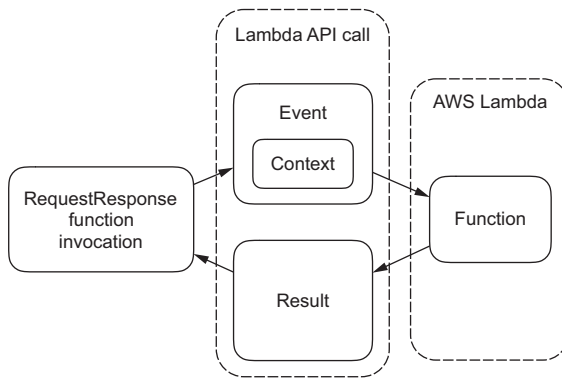 Lambda API call
Event
Context
AWS Lambda
RequestResponse
function
invocation
Function
Result